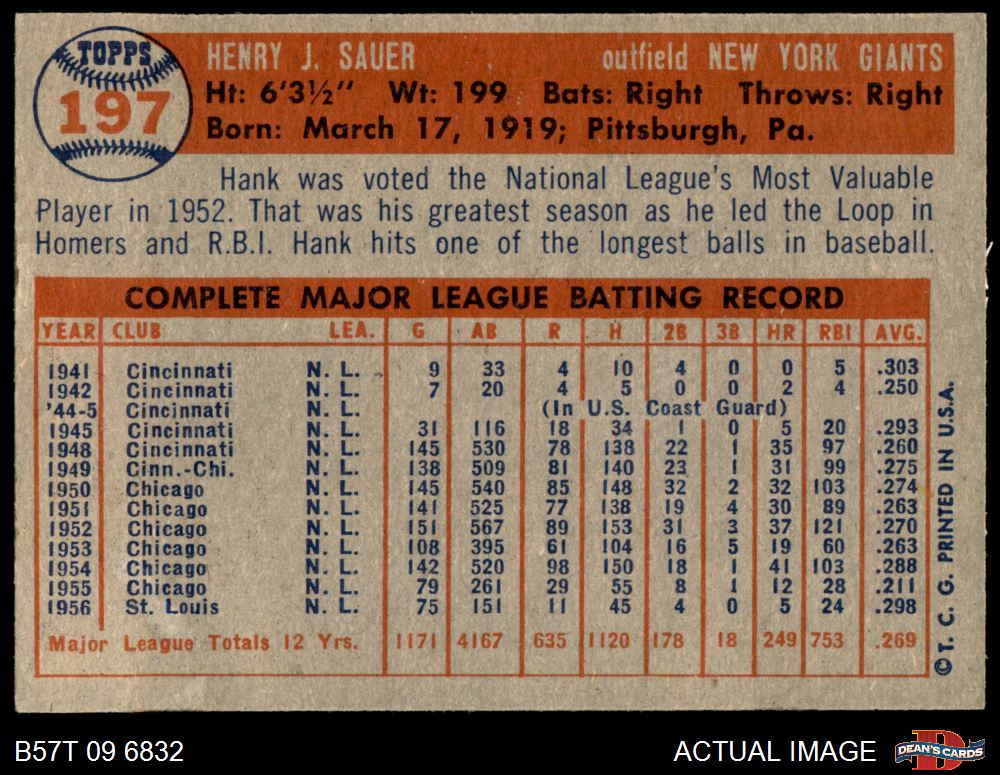 TOPPS
197
HENRY J. SAUER outfield NEW YORK GIANTS
Ht: 6'3½" Wt: 199 Bats: Right Throws: Right
Born: March 17, 1919; Pittsburgh, Pa.
Hank was voted the National League's Most Valuable
Player in 1952. That was his greatest season as he led the Loop in
Homers and R.B.I. Hank hits one of the longest balls in baseball.
COMPLETE MAJOR LEAGUE BATTING RECORD
YEAR CLUB LEA. G AB R H 2B 3B HR RBI AVG.
1941 Cincinnati N. L. 9 33 4 10 4 0 0 5 .303
1942 Cincinnati N. L. 7 20 4 5 0 0 2 4 .250
'44-5 Cincinnati N. L. (In U.S. Coast Guard)
1945 Cincinnati N. L. 31 116 18 34 1 0 5 20 .293
1948 Cincinnati N. L. 145 530 78 138 22 1 35 97 .260
1949 Cinn.-Chi. N. L. 138 509 81 140 23 1 31 99 .275
1950 Chicago N. L. 145 540 85 148 32 2 32 103 .274
1951 Chicago N. L. 141 525 77 138 19 4 30 89 .263
1952 Chicago N. L. 151 567 89 153 31 3 37 121 .270
1953 Chicago N. L. 108 395 61 104 16 5 19 60 .263
1954 Chicago N. L. 142 520 98 150 18 1 41 103 .288
1955 Chicago N. L. 79 261 29 55 8 1 12 28 .211
1956 St. Louis N. L. 75 151 11 45 4 0 5 24 .298
Major League Totals 12 Yrs. 1171 4167 635 1120 178 18 249 753 .269
©T. C. G. PRINTED IN U.S.A.
B57T 09 6832 ACTUAL IMAGE
DEAN'S CARDS